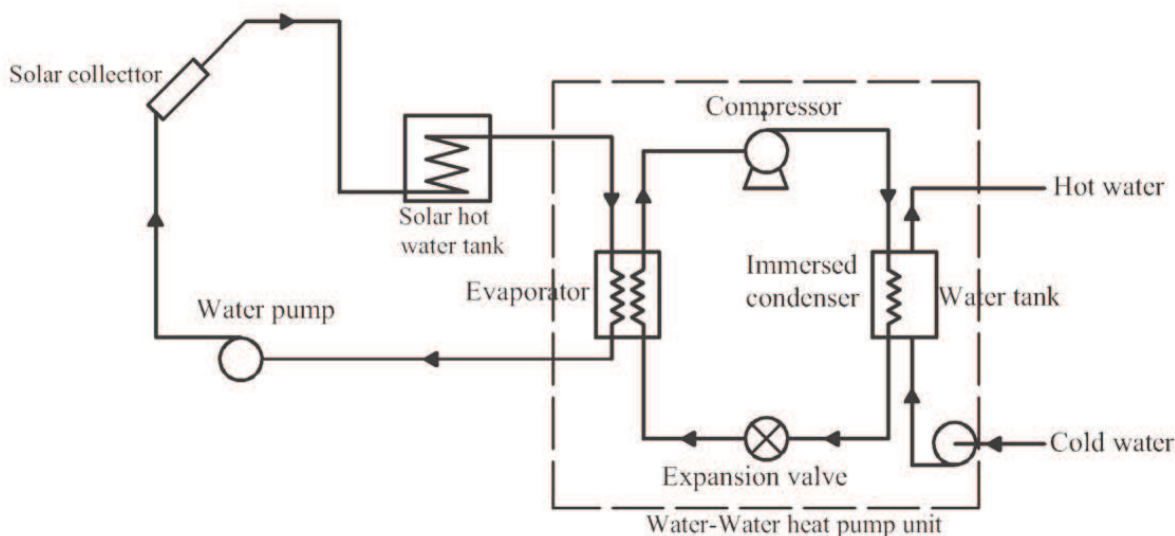 Solar collecttor
Compressor
Hot water
Solar hot
water tank
Evaporator
Immersed
condenser
Water tank
Water pump
Cold water
Expansion valve
Water-Water heat pump unit